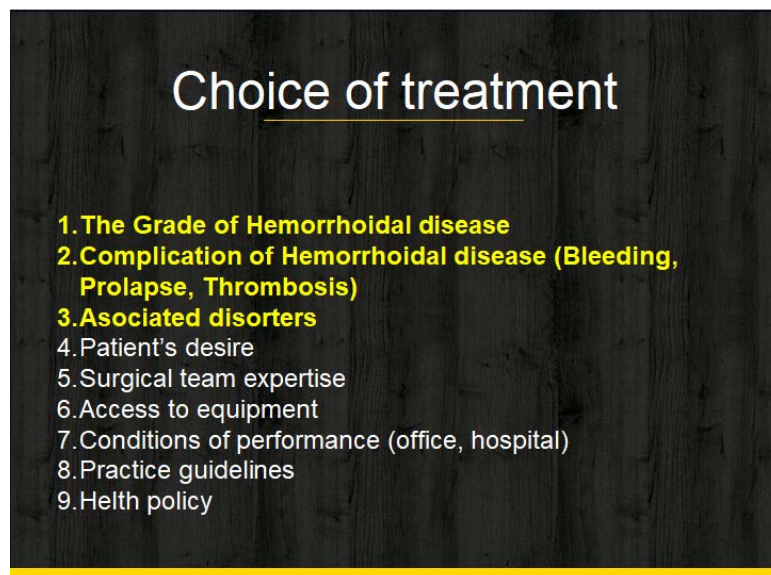 Choice of treatment
1.The Grade of Hemorrhoidal disease
2.Complication of Hemorrhoidal disease (Bleeding,
Prolapse, Thrombosis)
3.Asociated disorters
4.Patient’s desire
5.Surgical team expertise
6.Access to equipment
7.Conditions of performance (office, hospital)
8.Practice guidelines
9.Helth policy